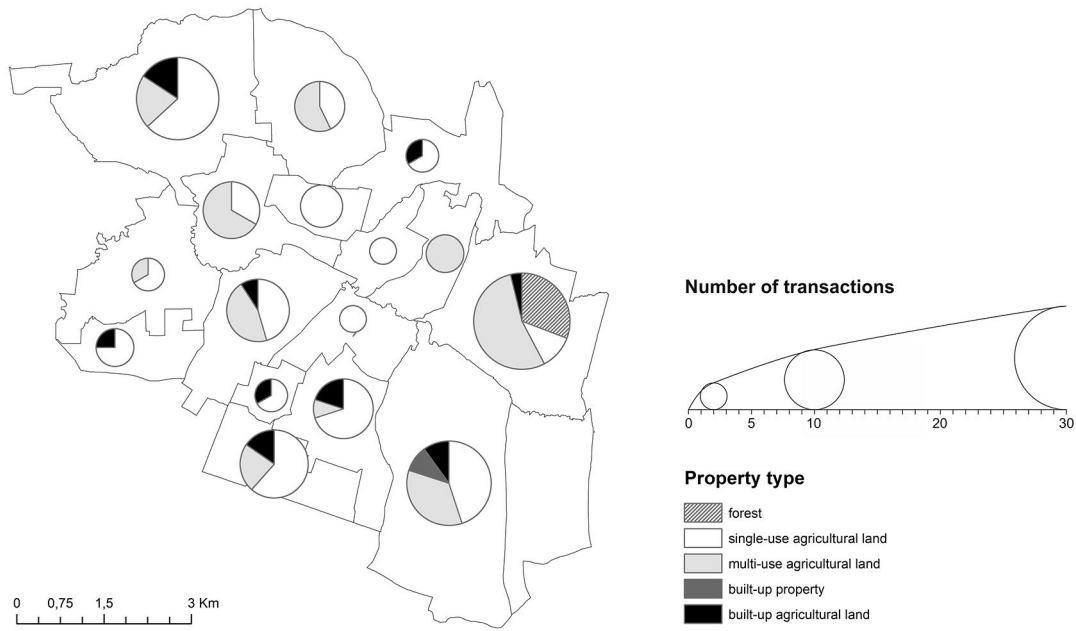 Number of transactions
0 5 10 20 30
Property type
forest
single-use agricultural land
multi-use agricultural land
built-up property
built-up agricultural land
0 0,75 1,5 3 Km